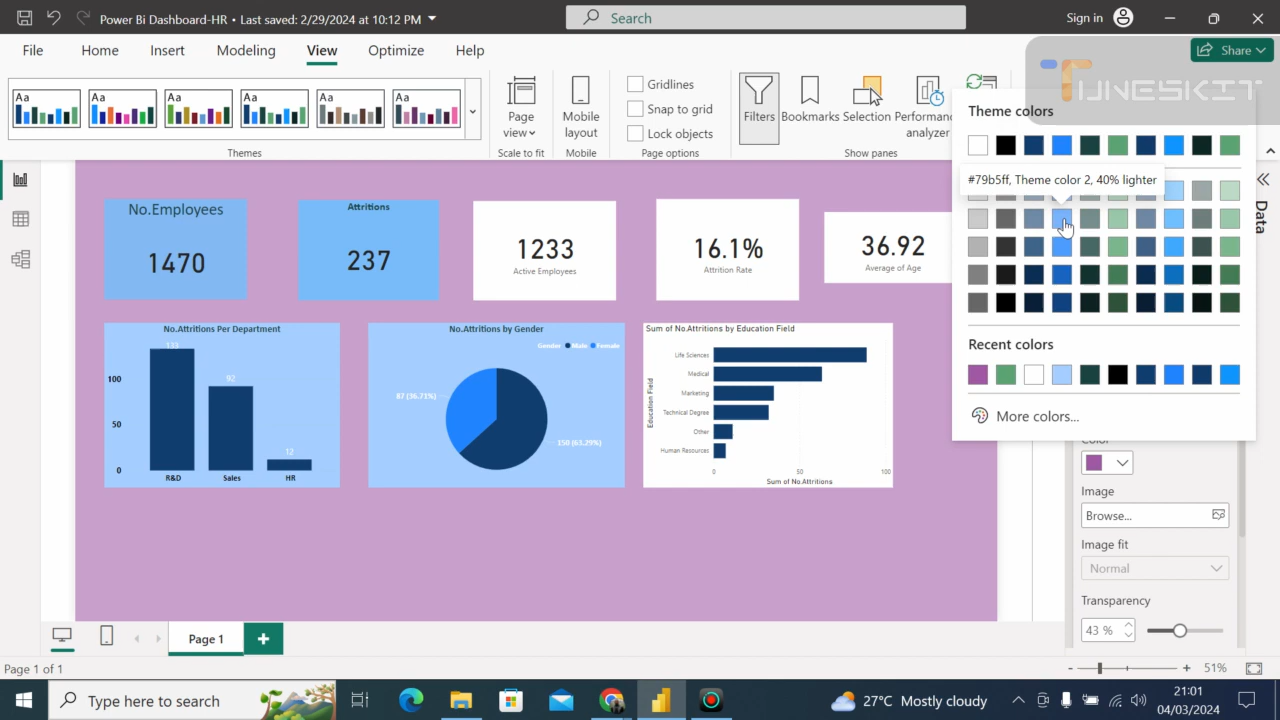 Power Bi Dashboard-HR • Last saved: 2/29/2024 at 10:12 PM
Search
Sign in
File
Home
Insert
Modeling
View
Optimize
Help
Share
TUNESKIT
Aa
Aa
Aa
Aa
Aa
Aa
Themes
Page
view
Scale to fit
Mobile
layout
Mobile
Gridlines
Snap to grid
Lock objects
Page options
Filters
Bookmarks
Selection
Performance
analyzer
Show panes
Theme colors
#79b5ff, Theme color 2, 40% lighter
Recent colors
More colors...
Data
No.Employees
1470
Attritions
237
1233
Active Employees
16.1%
Attrition Rate
36.92
Average of Age
No.Attritions Per Department
133
92
12
100
50
0
R&D
Sales
HR
No.Attritions by Gender
Gender Male Female
87 (36.71%)
150 (63.29%)
Sum of No.Attritions by Education Field
Education Field
Life Sciences
Medical
Marketing
Technical Degree
Other
Human Resources
0
50
100
Sum of No.Attritions
Color
Image
Browse...
Image fit
Normal
Transparency
43 %
Page 1
Page 1 of 1
- + 51%
Type here to search
27°C Mostly cloudy
21:01
04/03/2024